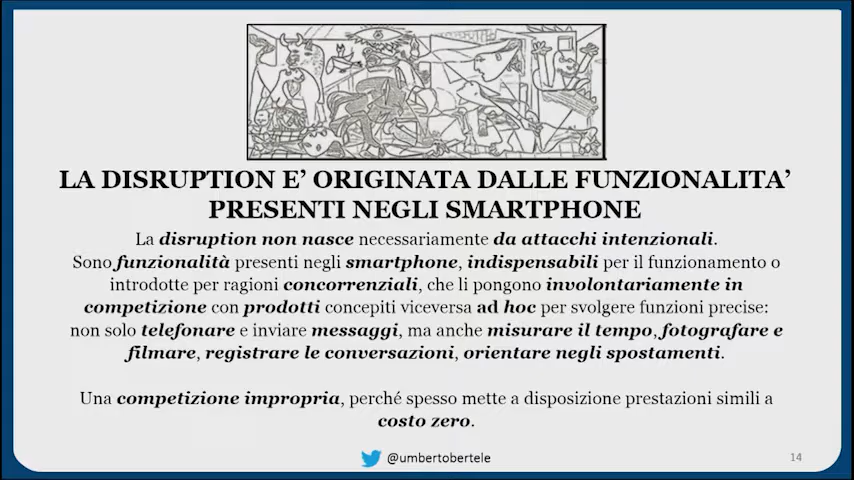 LA DISRUPTION E’ ORIGINATA DALLE FUNZIONALITA’
PRESENTI NEGLI SMARTPHONE
La disruption non nasce necessariamente da attacchi intenzionali.
Sono funzionalità presenti negli smartphone, indispensabili per il funzionamento o
introdotte per ragioni concorrenziali, che li pongono involontariamente in
competizione con prodotti concepiti viceversa ad hoc per svolgere funzioni precise:
non solo telefonare e inviare messaggi, ma anche misurare il tempo, fotografare e
filmare, registrare le conversazioni, orientare negli spostamenti.
Una competizione impropria, perché spesso mette a disposizione prestazioni simili a
costo zero.
@umbertobertele
14